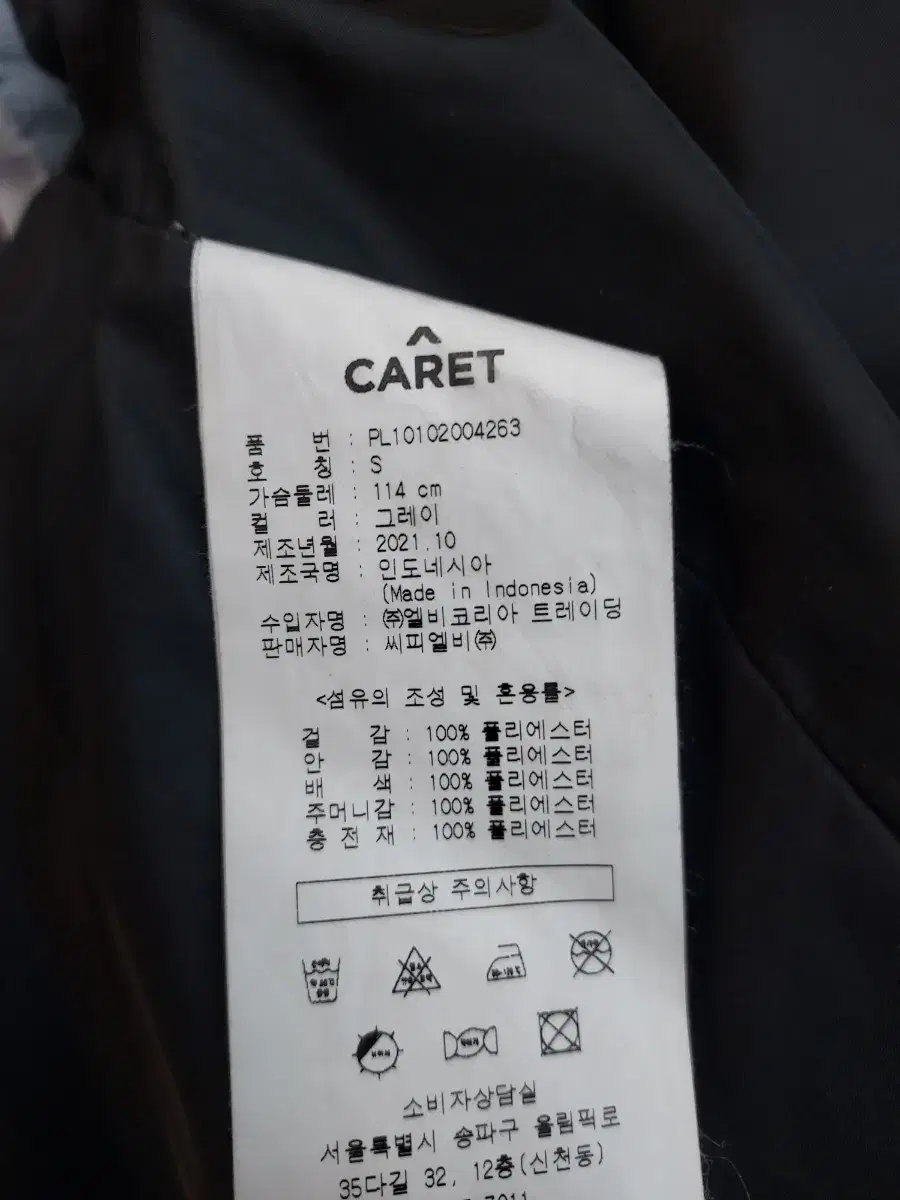 CARET
품 번 : PL10102004263
호 칭 : S
가슴둘레 : 114 cm
컬 러 : 그레이
제조년월 : 2021.10
제조국명 : 인도네시아
(Made in Indonesia)
수입자명 : ㈜엘비코리아 트레이딩
판매자명 : 씨피엘비㈜
<섬유의 조성 및 혼용률>
겉 감 : 100% 폴리에스터
안 감 : 100% 폴리에스터
배 색 : 100% 폴리에스터
주머니감 : 100% 폴리에스터
충 전 재 : 100% 폴리에스터
취급상 주의사항
소비자상담실
서울특별시 송파구 올림픽로
35다길 32, 12층(신천동)